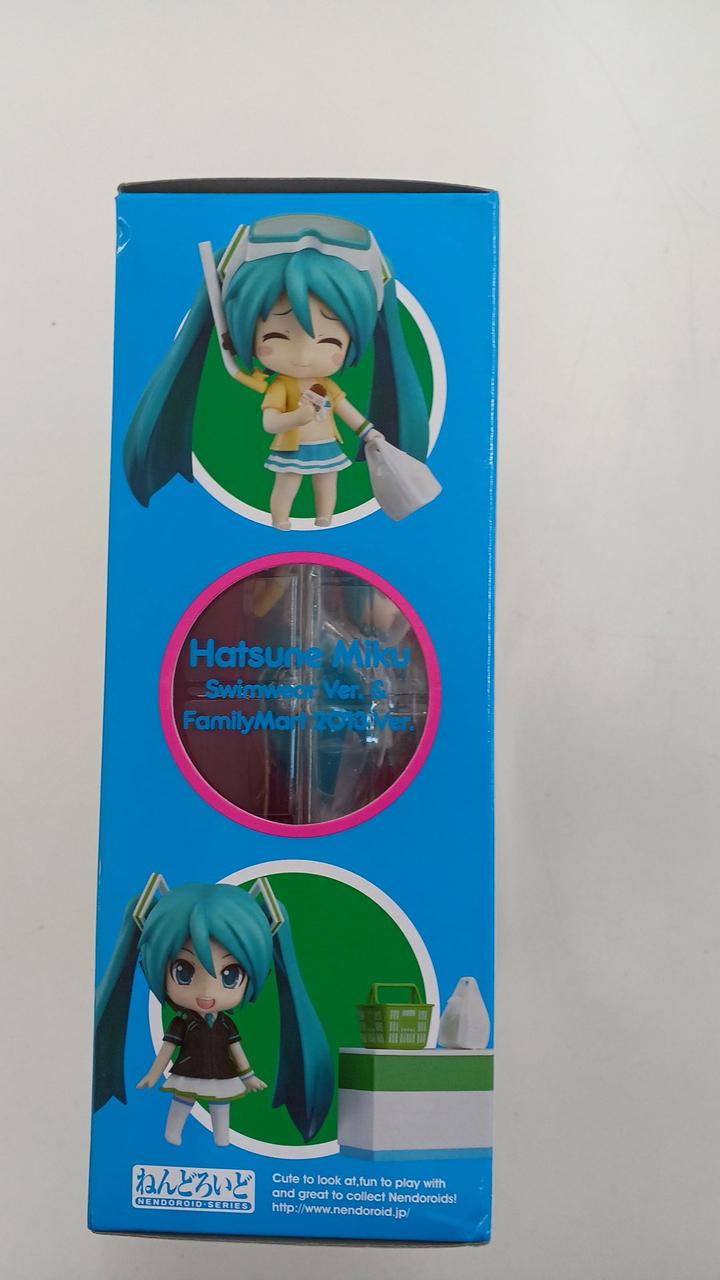 Hatsune Miku
Swimwear Ver. &
FamilyMart 2013 Ver.
ねんどろいど
NENDOROID SERIES
Cute to look at,fun to play with
and great to collect Nendoroids!
http://www.nendoroid.jp/